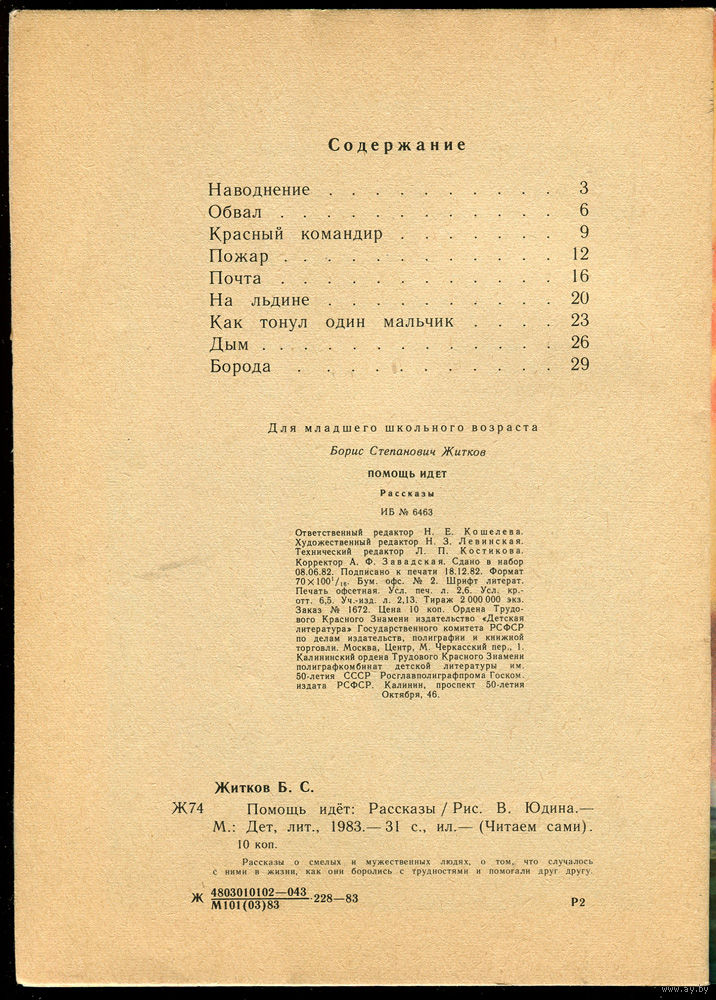 Содержание
Наводнение . . . . . . . . . . 3
Обвал . . . . . . . . . . . . 6
Красный командир . . . . . . . 9
Пожар . . . . . . . . . . . . 12
Почта . . . . . . . . . . . . 16
На льдине . . . . . . . . . . 20
Как тонул один мальчик . . . . 23
Дым . . . . . . . . . . . . . 26
Борода . . . . . . . . . . . 29
Для младшего школьного возраста
Борис Степанович Житков
ПОМОЩЬ ИДЕТ
Рассказы
ИБ № 6463
Ответственный редактор Н. Е. Кошелева.
Художественный редактор Н. З. Левинская.
Технический редактор Л. П. Костикова.
Корректор А. Ф. Завадская. Сдано в набор
08.06.82. Подписано к печати 18.12.82. Формат
70×100¹/₁₆. Бум. офс. № 2. Шрифт литерат.
Печать офсетная. Усл. печ. л. 2,6. Усл. кр.-
отт. 6,5. Уч.-изд. л. 2,13. Тираж 2 000 000 экз.
Заказ № 1672. Цена 10 коп. Ордена Трудо-
вого Красного Знамени издательство «Детская
литература» Государственного комитета РСФСР
по делам издательств, полиграфии и книжной
торговли. Москва, Центр, М. Черкасский пер., 1.
Калининский ордена Трудового Красного Знамени
полиграфкомбинат детской литературы им.
50-летия СССР Росглавполиграфпрома Госком.
издата РСФСР. Калинин, проспект 50-летия
Октября, 46.
Житков Б. С.
Ж74 Помощь идёт: Рассказы / Рис. В. Юдина.—
М.: Дет, лит., 1983.— 31 с., ил.— (Читаем сами).
10 коп.
Рассказы о смелых и мужественных людях, о том, что случалось
с ними в жизни, как они боролись с трудностями и помогали друг другу.
Ж 4803010102—043
М101(03)83 ·228—83
Р2
www.ay.by